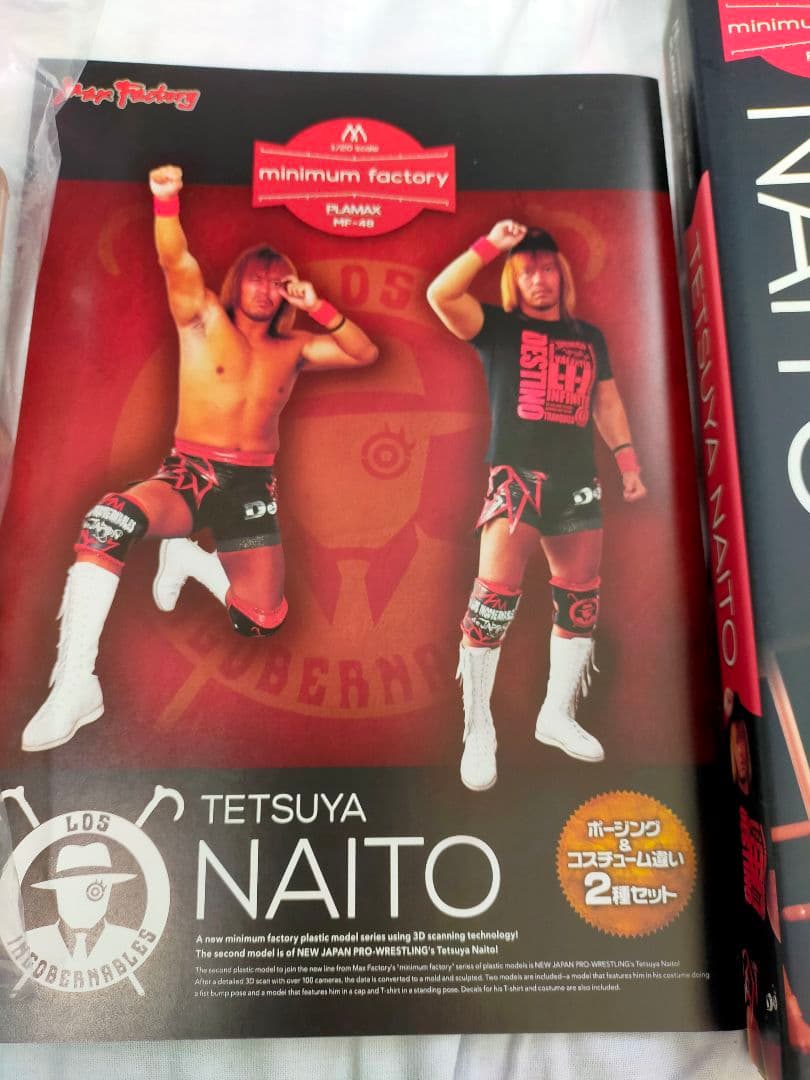 Max Factory
1/20 scale
minimum factory
PLAMAX
MF-48
LOS
DESTINO
INFINIT
TETSUYA
NAITO
LOS
INGOBERNABLES
ポージング
&
コスチューム違い
2種セット
A new minimum factory plastic model series using 3D scanning technology!
The second model is of NEW JAPAN PRO-WRESTLING's Tetsuya Naito!
The second plastic model to join the new line from Max Factory's "minimum factory" series of plastic models is NEW JAPAN PRO-WRESTLING's Tetsuya Naito!
After a detailed 3D scan with over 100 cameras, the data is converted to a mold and sculpted. Two models are included—a model that features him in his costume doing
a fist bump pose and a model that features him in a cap and T-shirt in a standing pose. Decals for his T-shirt and costume are also included.
minimu
NAITO
TETSUYA NAITO